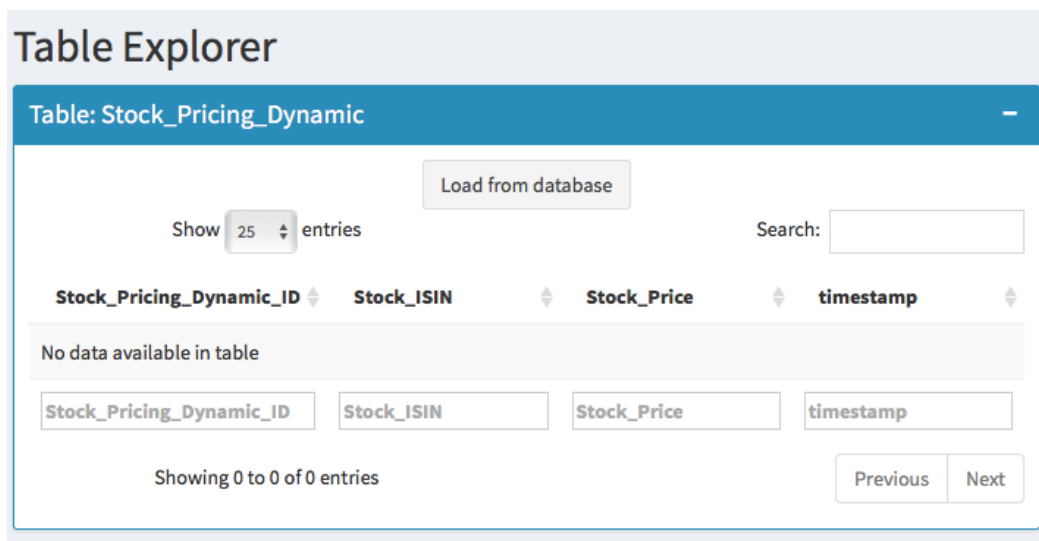 Table Explorer
Table: Stock_Pricing_Dynamic
Load from database
Show 25 entries Search:
Stock_Pricing_Dynamic_ID Stock_ISIN Stock_Price timestamp
No data available in table
Stock_Pricing_Dynamic_ID Stock_ISIN Stock_Price timestamp
Showing 0 to 0 of 0 entries Previous Next